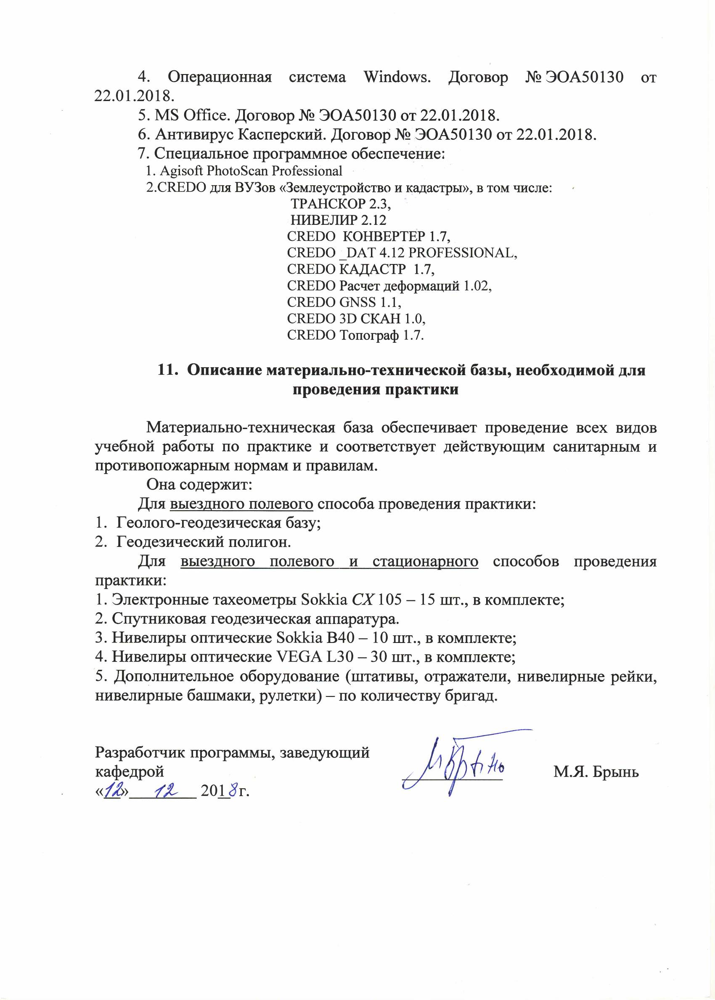 4. Операционная система Windows. Договор № ЭОА50130 от
22.01.2018.
5. MS Office. Договор № ЭОА50130 от 22.01.2018.
6. Антивирус Касперский. Договор № ЭОА50130 от 22.01.2018.
7. Специальное программное обеспечение:
1. Agisoft PhotoScan Professional
2.CREDO для ВУЗов «Землеустройство и кадастры», в том числе:
ТРАНСКОР 2.3,
НИВЕЛИР 2.12
CREDO КОНВЕРТЕР 1.7,
CREDO _DAT 4.12 PROFESSIONAL,
CREDO КАДАСТР 1.7,
CREDO Расчет деформаций 1.02,
CREDO GNSS 1.1,
CREDO 3D СКАН 1.0,
CREDO Топограф 1.7.
11. Описание материально-технической базы, необходимой для
проведения практики
Материально-техническая база обеспечивает проведение всех видов
учебной работы по практике и соответствует действующим санитарным и
противопожарным нормам и правилам.
Она содержит:
Для выездного полевого способа проведения практики:
1. Геолого-геодезическая базу;
2. Геодезический полигон.
Для выездного полевого и стационарного способов проведения
практики:
1. Электронные тахеометры Sokkia CX 105 – 15 шт., в комплекте;
2. Спутниковая геодезическая аппаратура.
3. Нивелиры оптические Sokkia B40 – 10 шт., в комплекте;
4. Нивелиры оптические VEGA L30 – 30 шт., в комплекте;
5. Дополнительное оборудование (штативы, отражатели, нивелирные рейки,
нивелирные башмаки, рулетки) – по количеству бригад.
Разработчик программы, заведующий
кафедрой М.Я. Брынь
«12» 12 2018 г.